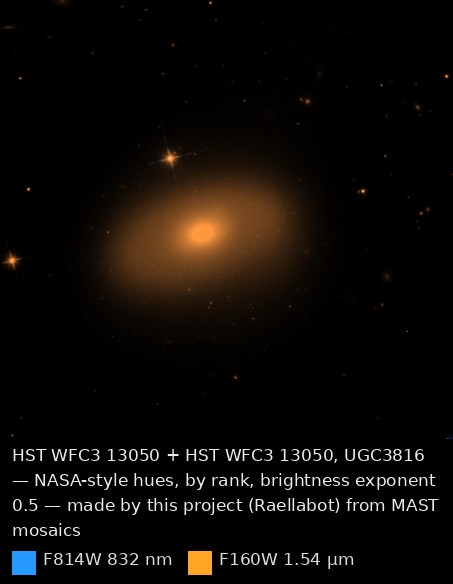 HST WFC3 13050 + HST WFC3 13050, UGC3816
— NASA-style hues, by rank, brightness exponent
0.5 — made by this project (Raellabot) from MAST
mosaics
F814W 832 nm F160W 1.54 µm